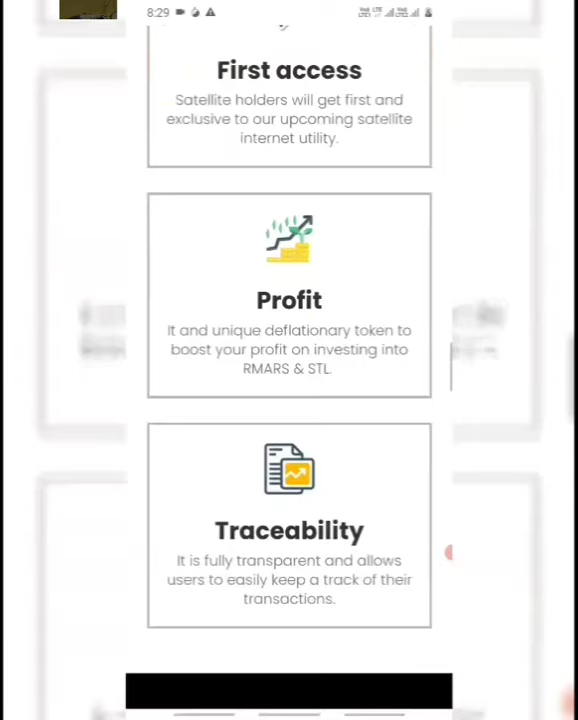 8:29
First access
Satellite holders will get first and
exclusive to our upcoming satellite
internet utility.
Profit
It and unique deflationary token to
boost your profit on investing into
RMARS & STL.
Traceability
It is fully transparent and allows
users to easily keep a track of their
transactions.